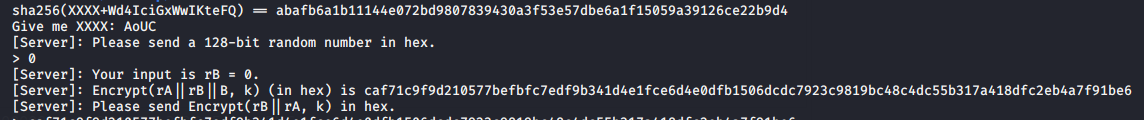 sha256(XXXX+Wd4IciGxWwIKteFQ) == abafb6a1b11144e072bd9807839430a3f53e57dbe6a1f15059a39126ce22b9d4
Give me XXXX: AoUC
[Server]: Please send a 128-bit random number in hex.
> 0
[Server]: Your input is rB = 0.
[Server]: Encrypt(rA||rB||B, k) (in hex) is caf71c9f9d210577befbfc7edf9b341d4e1fce6d4e0dfb1506dcdc7923c9819bc48c4dc55b317a418dfc2eb4a7f91be6
[Server]: Please send Encrypt(rB||rA, k) in hex.